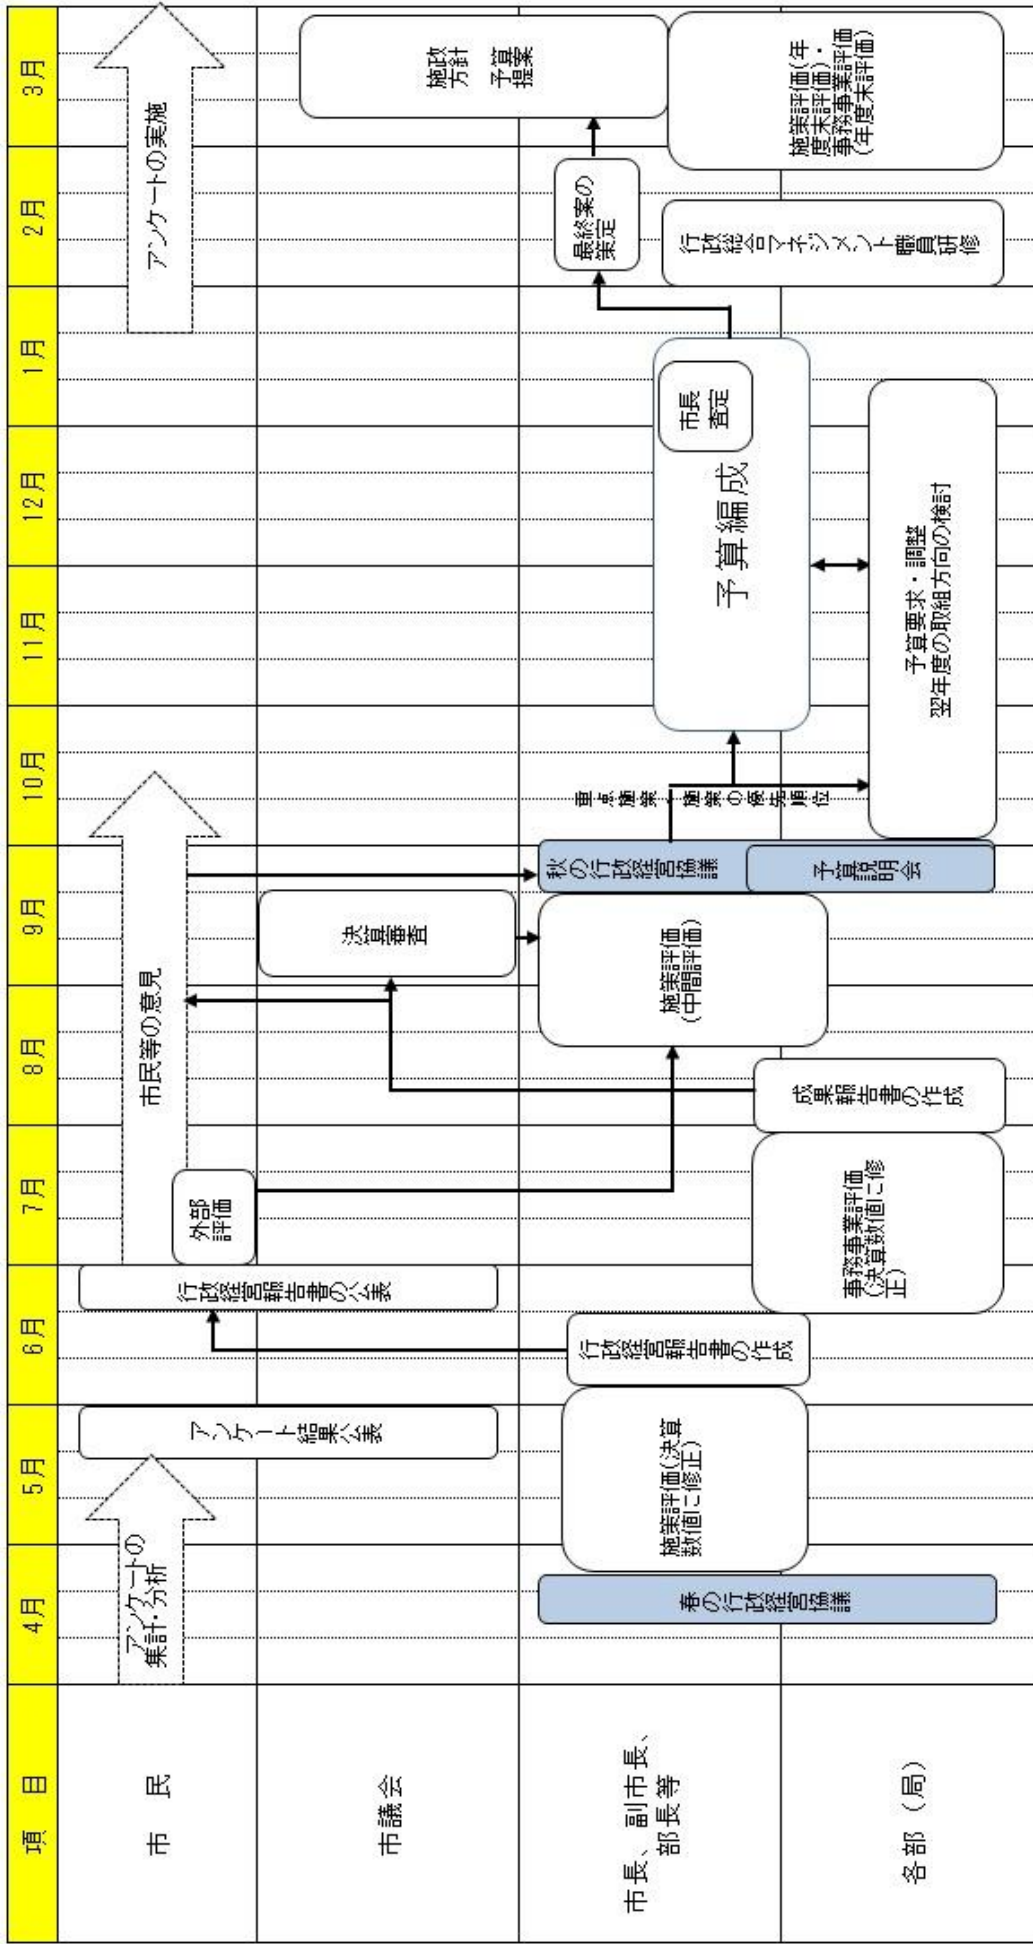 項　目
4月
5月
6月
7月
8月
9月
10月
11月
12月
1月
2月
3月
市　民
アンケートの
集計・分析
アンケート結果公表
行政経営報告書の公表
外部
評価
市民等の意見
アンケートの実施
市議会
決算審査
施政
方針　予算
提案
市長、副市長、
部長等
春の行政経営協議
施策評価(決算
数値に修正)
行政経営報告書の作成
施策評価
(中間評価)
秋の行政経営協議
予算説明会
重点施策・施策の優先順位
予算編成
市長
査定
最終案の
策定
各部（局）
事務事業評価
(決算数値に修
正)
成果報告書の作成
予算要求・調整
翌年度の取組方向の検討
行政総合マネジメント職員研修
施策評価(年
度末評価)・
事務事業評価
(年度末評価)